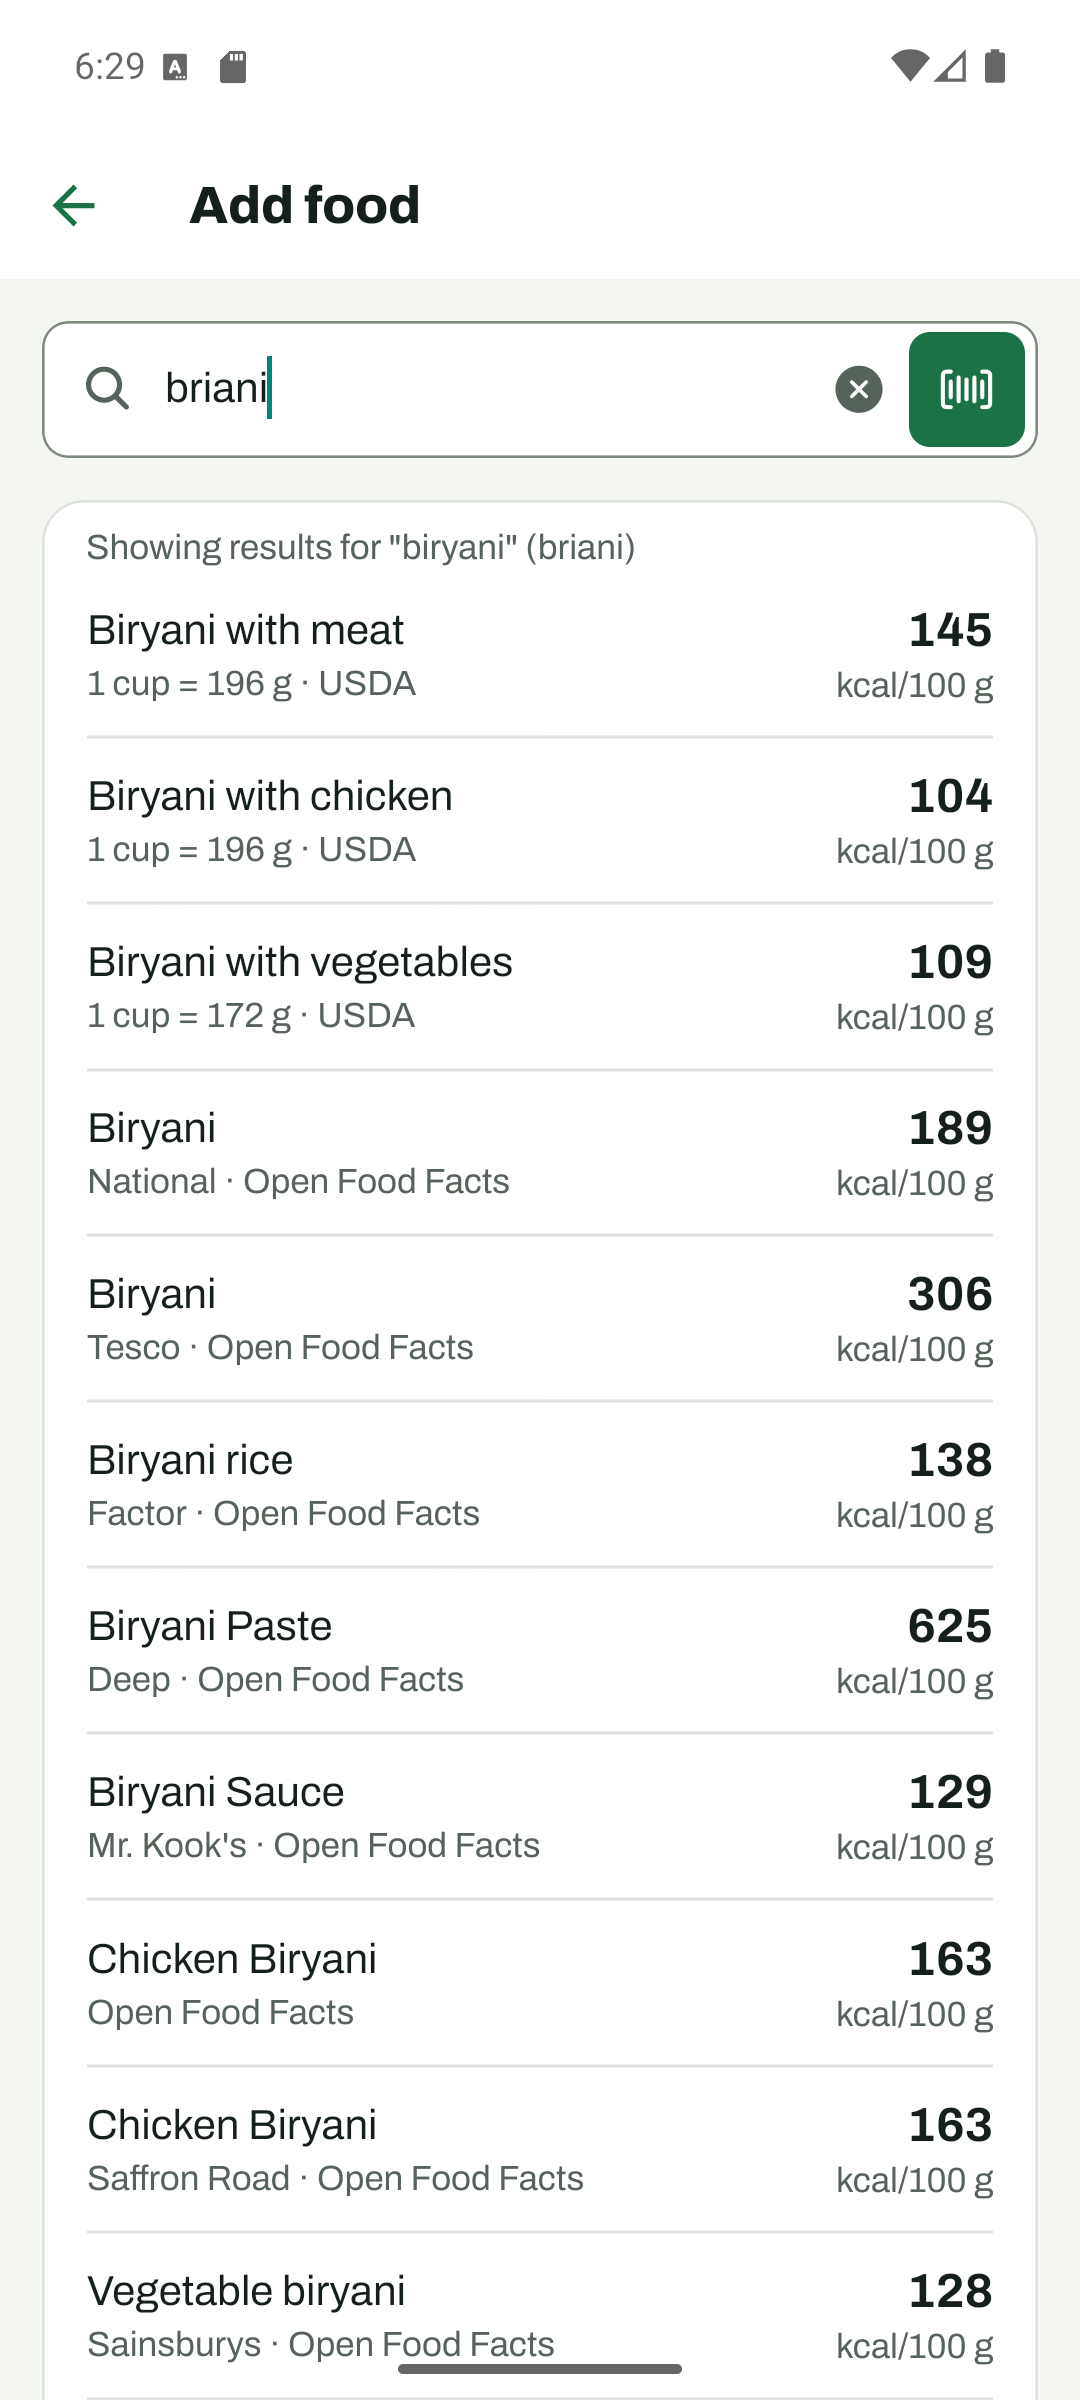 6:29
Add food
briani
Showing results for "biryani" (briani)
Biryani with meat
145
1 cup = 196 g · USDA
kcal/100 g
Biryani with chicken
104
1 cup = 196 g · USDA
kcal/100 g
Biryani with vegetables
109
1 cup = 172 g · USDA
kcal/100 g
Biryani
189
National · Open Food Facts
kcal/100 g
Biryani
306
Tesco · Open Food Facts
kcal/100 g
Biryani rice
138
Factor · Open Food Facts
kcal/100 g
Biryani Paste
625
Deep · Open Food Facts
kcal/100 g
Biryani Sauce
129
Mr. Kook's · Open Food Facts
kcal/100 g
Chicken Biryani
163
Open Food Facts
kcal/100 g
Chicken Biryani
163
Saffron Road · Open Food Facts
kcal/100 g
Vegetable biryani
128
Sainsburys · Open Food Facts
kcal/100 g